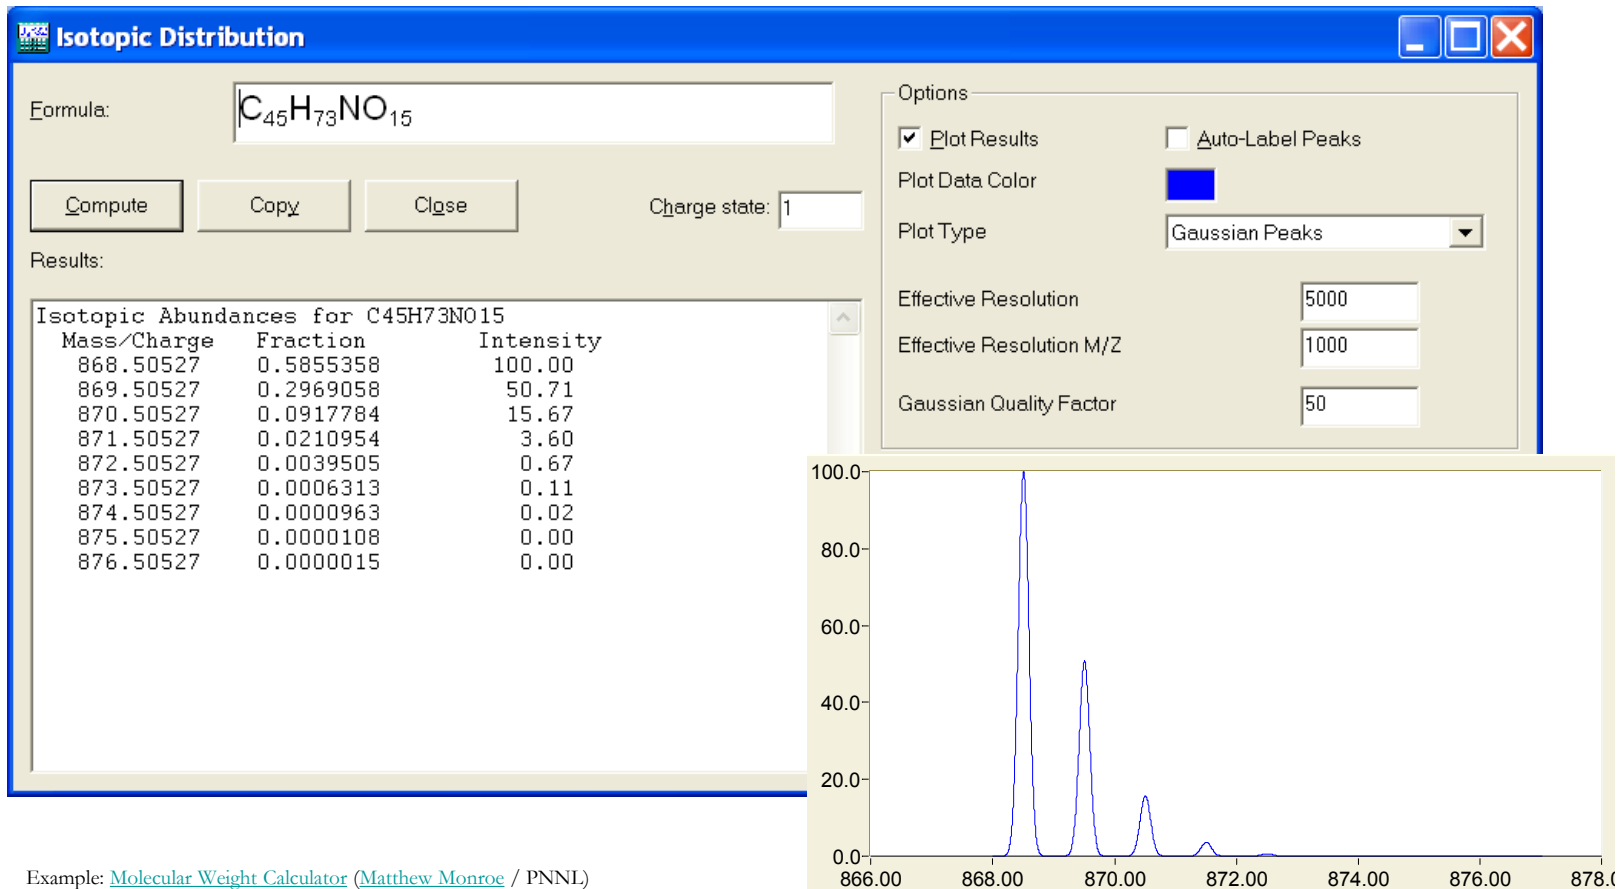 Isotopic Distribution
Formula:
C₄₅H₇₃NO₁₅
Compute
Copy
Close
Charge state:
1
Results:
Isotopic Abundances for C45H73NO15
Mass/Charge Fraction Intensity
868.50527 0.5855358 100.00
869.50527 0.2969058 50.71
870.50527 0.0917784 15.67
871.50527 0.0210954 3.60
872.50527 0.0039505 0.67
873.50527 0.0006313 0.11
874.50527 0.0000963 0.02
875.50527 0.0000108 0.00
876.50527 0.0000015 0.00
Options
Plot Results
Auto-Label Peaks
Plot Data Color
Plot Type
Gaussian Peaks
Effective Resolution
5000
Effective Resolution M/Z
1000
Gaussian Quality Factor
50
100.0
80.0
60.0
40.0
20.0
0.0
866.00 868.00 870.00 872.00 874.00 876.00 878.0
Example: Molecular Weight Calculator (Matthew Monroe / PNNL)